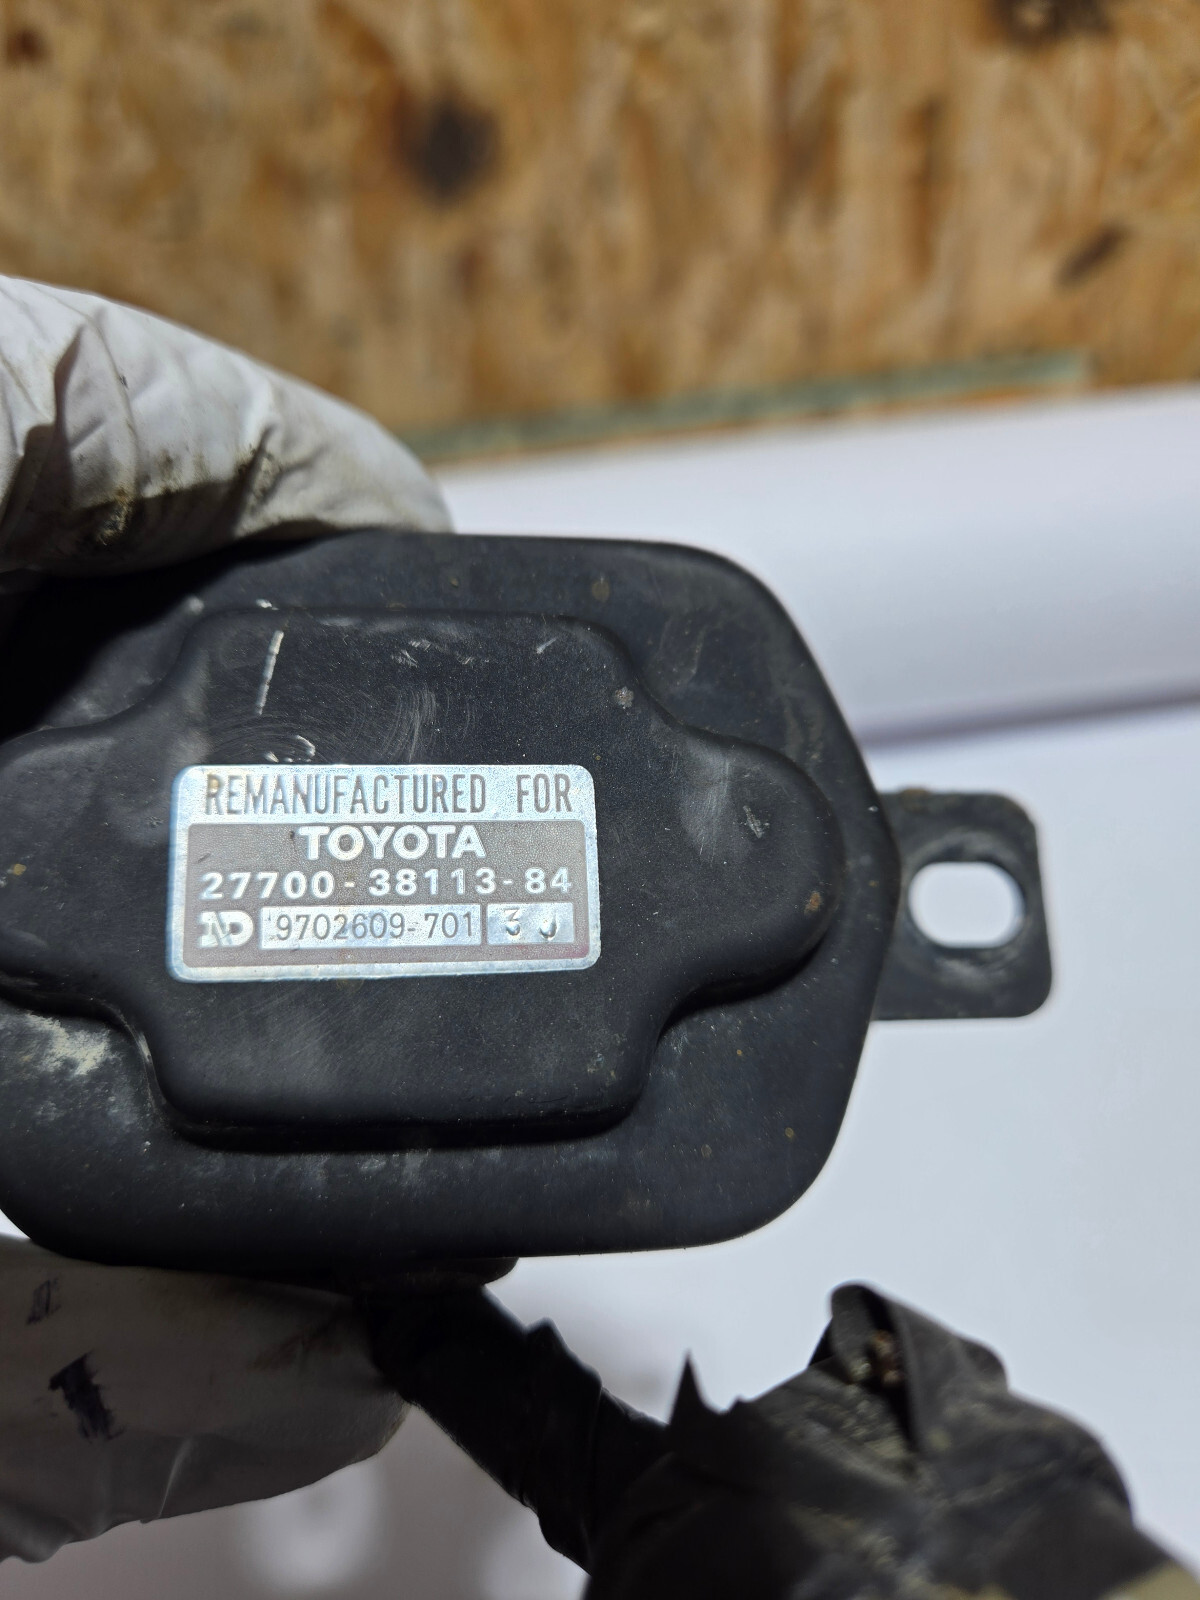 REMANUFACTURED FOR
TOYOTA
27700-38113-84
ND 9702609-701 3 J